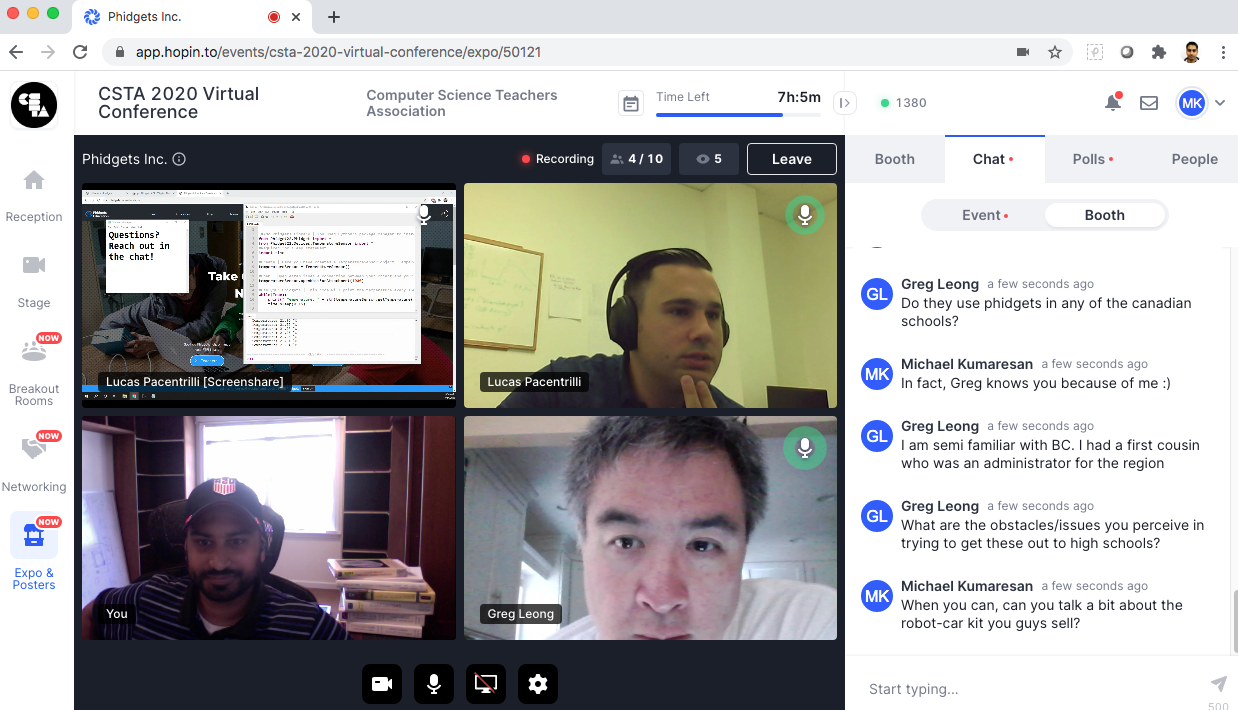 Phidgets Inc.
app.hopin.to/events/csta-2020-virtual-conference/expo/50121
CSTA 2020 Virtual
Conference
Computer Science Teachers
Association
Time Left
7h:5m
1380
MK
Reception
Stage
NOW
Breakout
Rooms
NOW
Networking
NOW
Expo &
Posters
Phidgets Inc.
Recording
4 / 10
5
Leave
Questions?
Reach out in
the chat!
Take
Lucas Pacentrilli [Screenshare]
Lucas Pacentrilli
You
Greg Leong
Booth
Chat
Polls
People
Event
Booth
GL
Greg Leong a few seconds ago
Do they use phidgets in any of the canadian
schools?
MK
Michael Kumaresan a few seconds ago
In fact, Greg knows you because of me :)
GL
Greg Leong a few seconds ago
I am semi familiar with BC. I had a first cousin
who was an administrator for the region
GL
Greg Leong a few seconds ago
What are the obstacles/issues you perceive in
trying to get these out to high schools?
MK
Michael Kumaresan a few seconds ago
When you can, can you talk a bit about the
robot-car kit you guys sell?
Start typing...
500